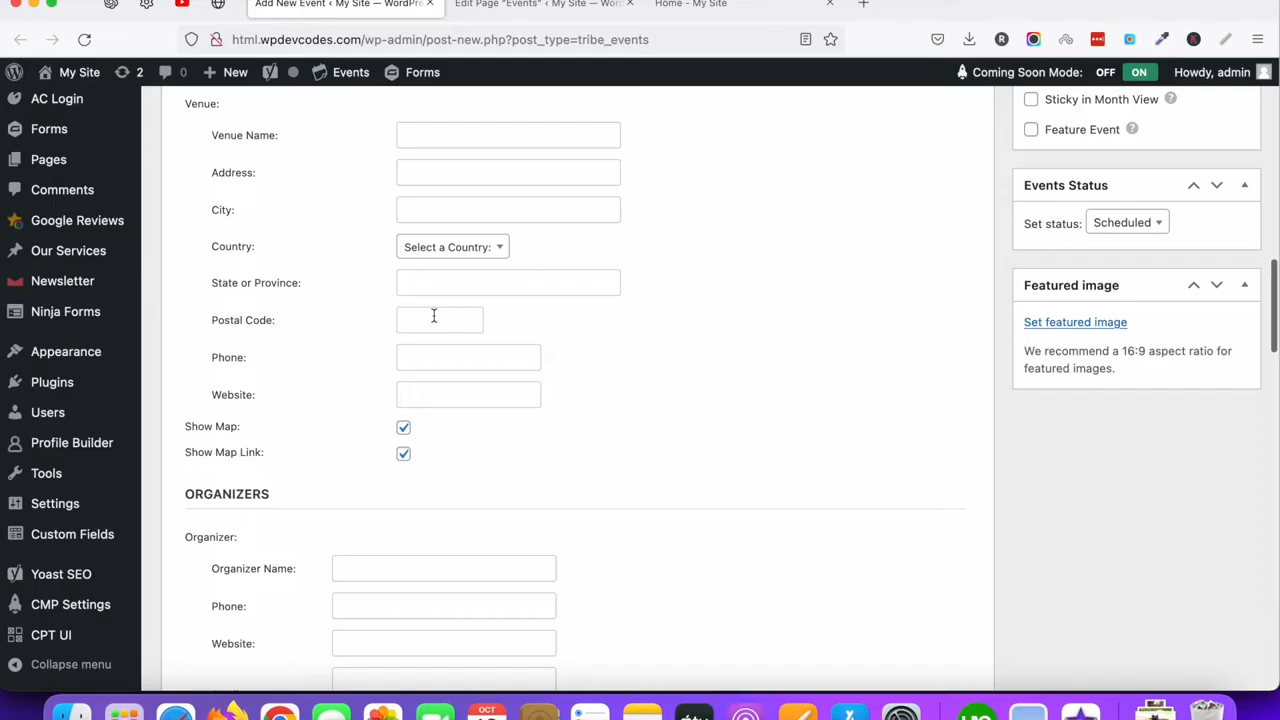 Add New Event ‹ My Site — WordPre
Edit Page "Events" ‹ My Site — Word
Home - My Site
html.wpdevcodes.com/wp-admin/post-new.php?post_type=tribe_events
My Site
2
0
New
Events
Forms
Coming Soon Mode:
OFF
ON
Howdy, admin
AC Login
Forms
Pages
Comments
Google Reviews
Our Services
Newsletter
Ninja Forms
Appearance
Plugins
Users
Profile Builder
Tools
Settings
Custom Fields
Yoast SEO
CMP Settings
CPT UI
Collapse menu
Venue:
Venue Name:
Address:
City:
Country:
Select a Country:
State or Province:
Postal Code:
Phone:
Website:
Show Map:
Show Map Link:
ORGANIZERS
Organizer:
Organizer Name:
Phone:
Website:
Sticky in Month View
Feature Event
Events Status
Set status:
Scheduled
Featured image
Set featured image
We recommend a 16:9 aspect ratio for
featured images.
OCT